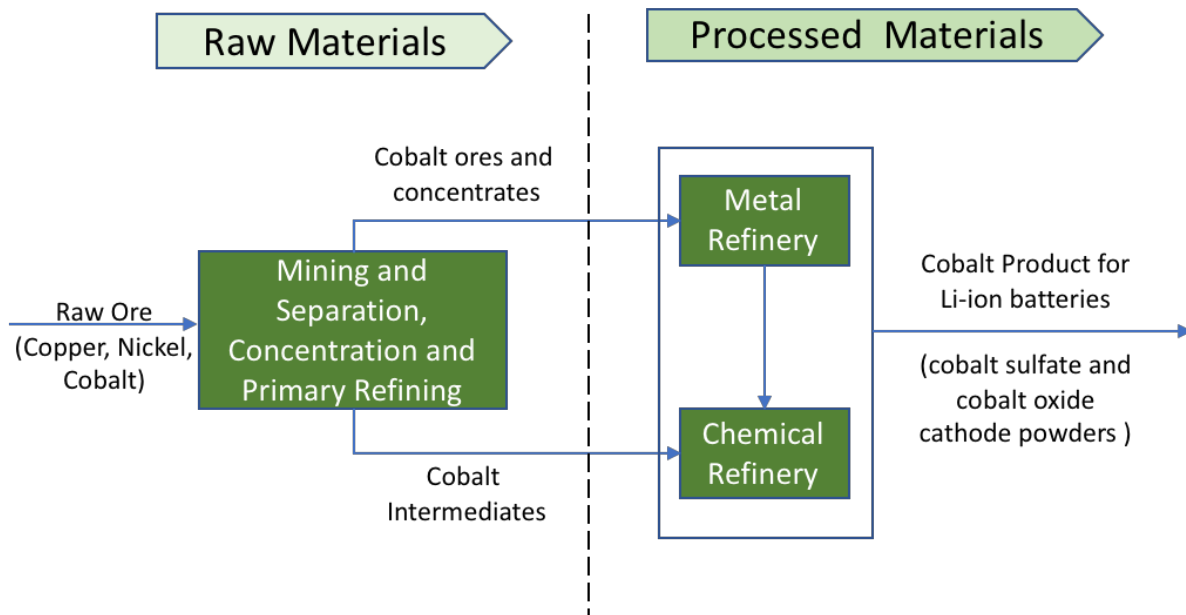 Raw Materials
Processed Materials
Cobalt ores and
concentrates
Metal
Refinery
Mining and
Separation,
Concentration and
Primary Refining
Raw Ore
(Copper, Nickel,
Cobalt)
Cobalt Product for
Li-ion batteries
(cobalt sulfate and
cobalt oxide
cathode powders )
Chemical
Refinery
Cobalt
Intermediates